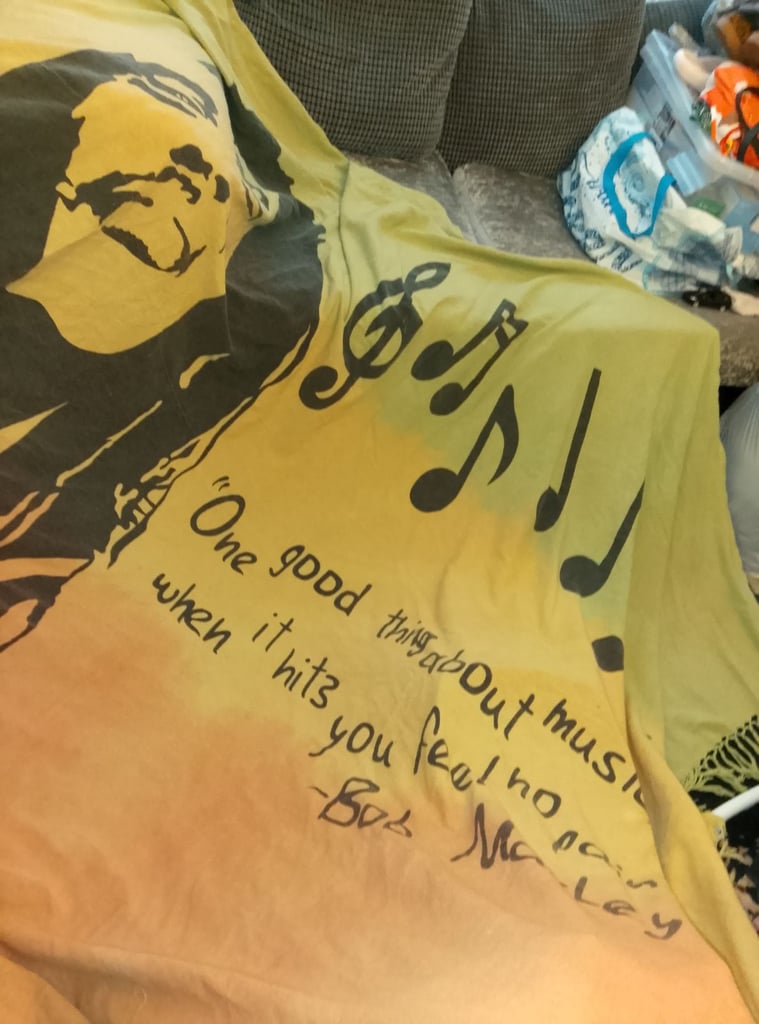 "One good thing about music
when it hits you feel no pain
-Bob Marley